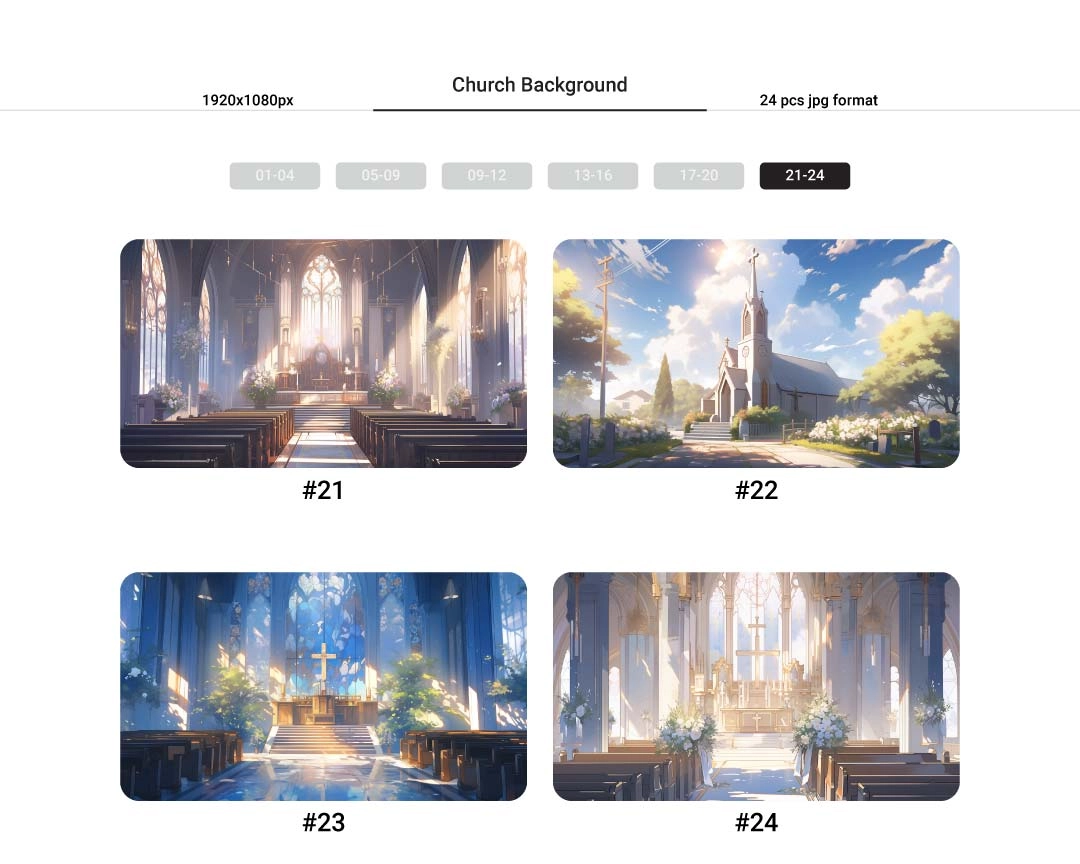 Church Background
1920x1080px
24 pcs jpg format
01-04 05-09 09-12 13-16 17-20 21-24
#21 #22
#23 #24